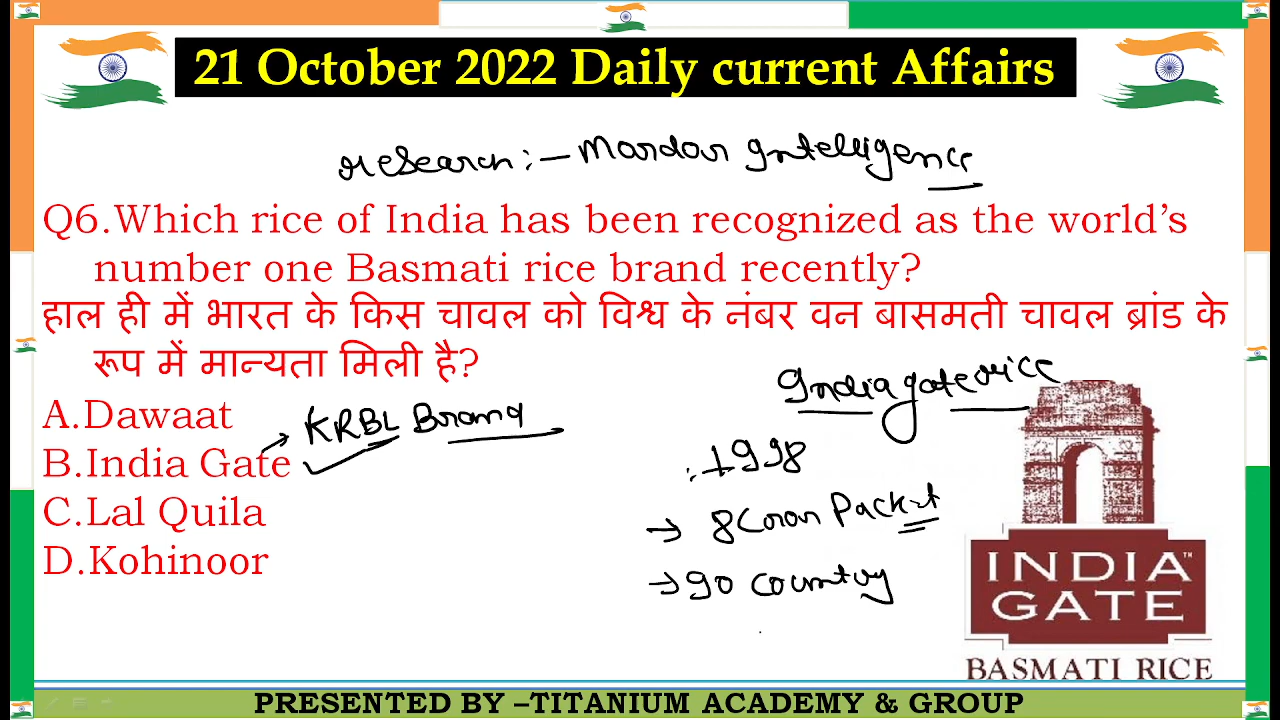 21 October 2022 Daily current Affairs
research :- Mordor Intelligence
Q6.Which rice of India has been recognized as the world’s
number one Basmati rice brand recently?
हाल ही में भारत के किस चावल को विश्व के नंबर वन बासमती चावल ब्रांड के
रूप में मान्यता मिली है?
India gate rice
A.Dawaat
KRBL Brand
B.India Gate
: 1998
C.Lal Quila
→ 8 Coror Packet
D.Kohinoor
→ 90 Country
INDIA™
GATE
BASMATI RICE
PRESENTED BY –TITANIUM ACADEMY & GROUP